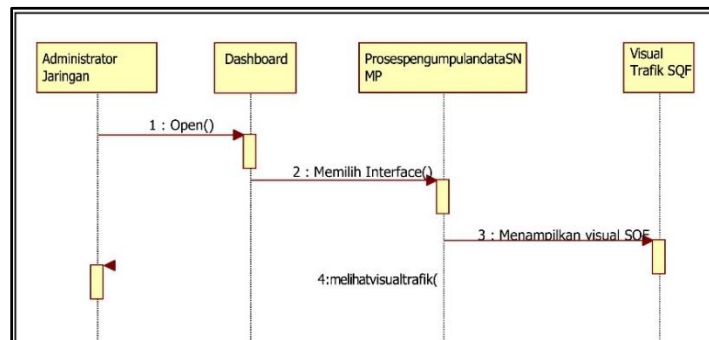 Administrator
Jaringan
Dashboard
ProsespengumpulandataSN
MP
Visual
Trafik SQF
1 : Open()
2 : Memilih Interface()
3 : Menampilkan visual SQF
4:melihatvisualtrafik(